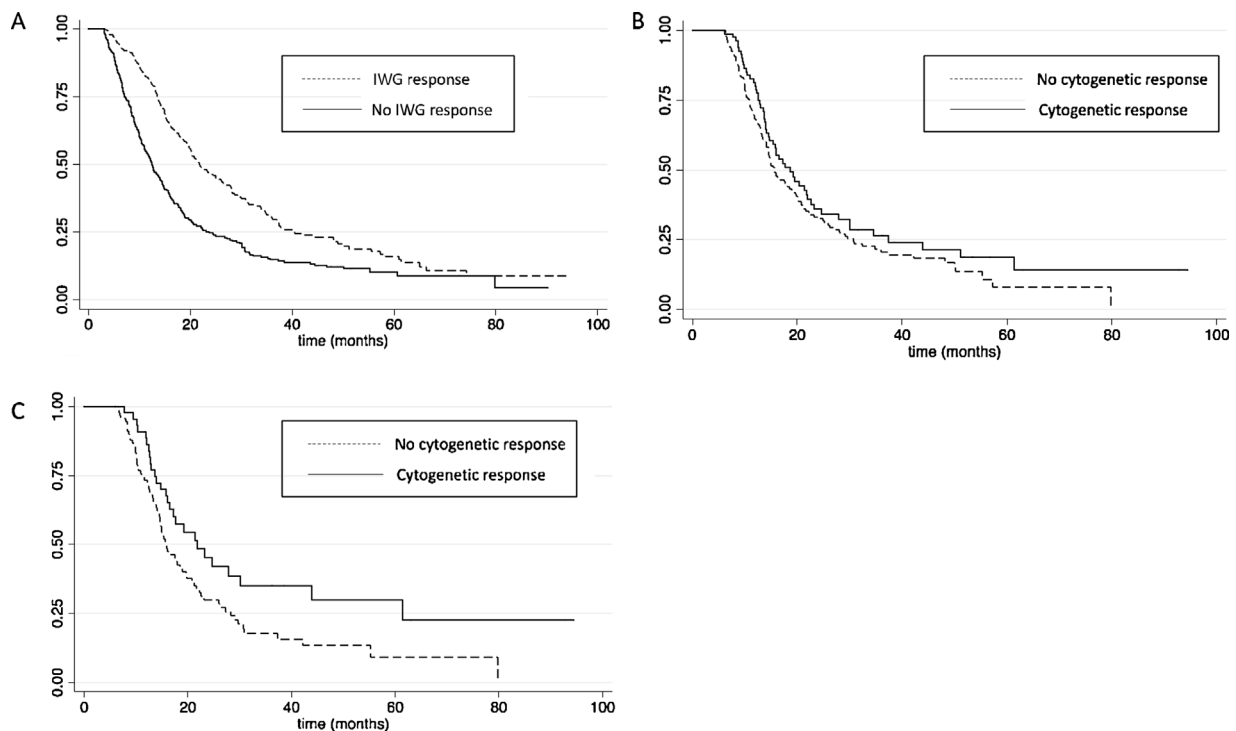 A
1.00
0.75
0.50
0.25
0.00
IWG response
No IWG response
0 20 40 60 80 100
time (months)
B
1.00
0.75
0.50
0.25
0.00
No cytogenetic response
Cytogenetic response
0 20 40 60 80 100
time (months)
C
1.00
0.75
0.50
0.25
0.00
No cytogenetic response
Cytogenetic response
0 20 40 60 80 100
time (months)